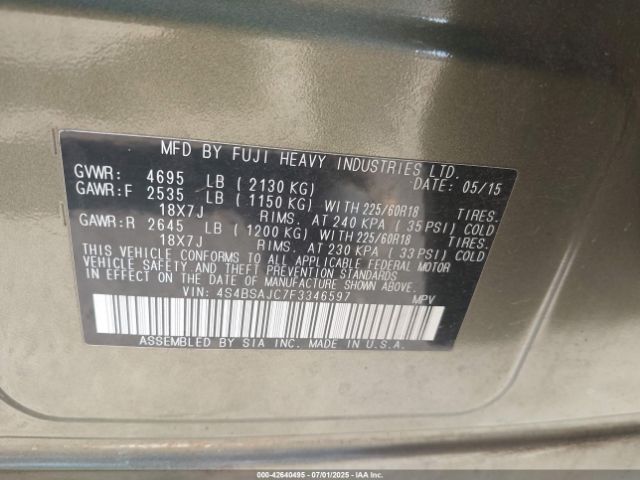 MFD BY FUJI HEAVY INDUSTRIES LTD.
GVWR: 4695 LB ( 2130 KG) DATE: 05/15
GAWR:F 2535 LB ( 1150 KG) WITH 225/60R18 TIRES.
18X7J RIMS. AT 240 KPA ( 35 PSI) COLD
GAWR:R 2645 LB ( 1200 KG) WITH 225/60R18 TIRES.
18X7J RIMS. AT 230 KPA ( 33 PSI) COLD
THIS VEHICLE CONFORMS TO ALL APPLICABLE FEDERAL MOTOR
VEHICLE SAFETY AND THEFT PREVENTION STANDARDS
IN EFFECT ON THE DATE OF MANUFACTURE SHOWN ABOVE.
VIN: 4S4BSAJC7F3346597 MPV
ASSEMBLED BY SIA INC. MADE IN U.S.A.
000-42640495 - 07/01/2025 - IAAI.COM